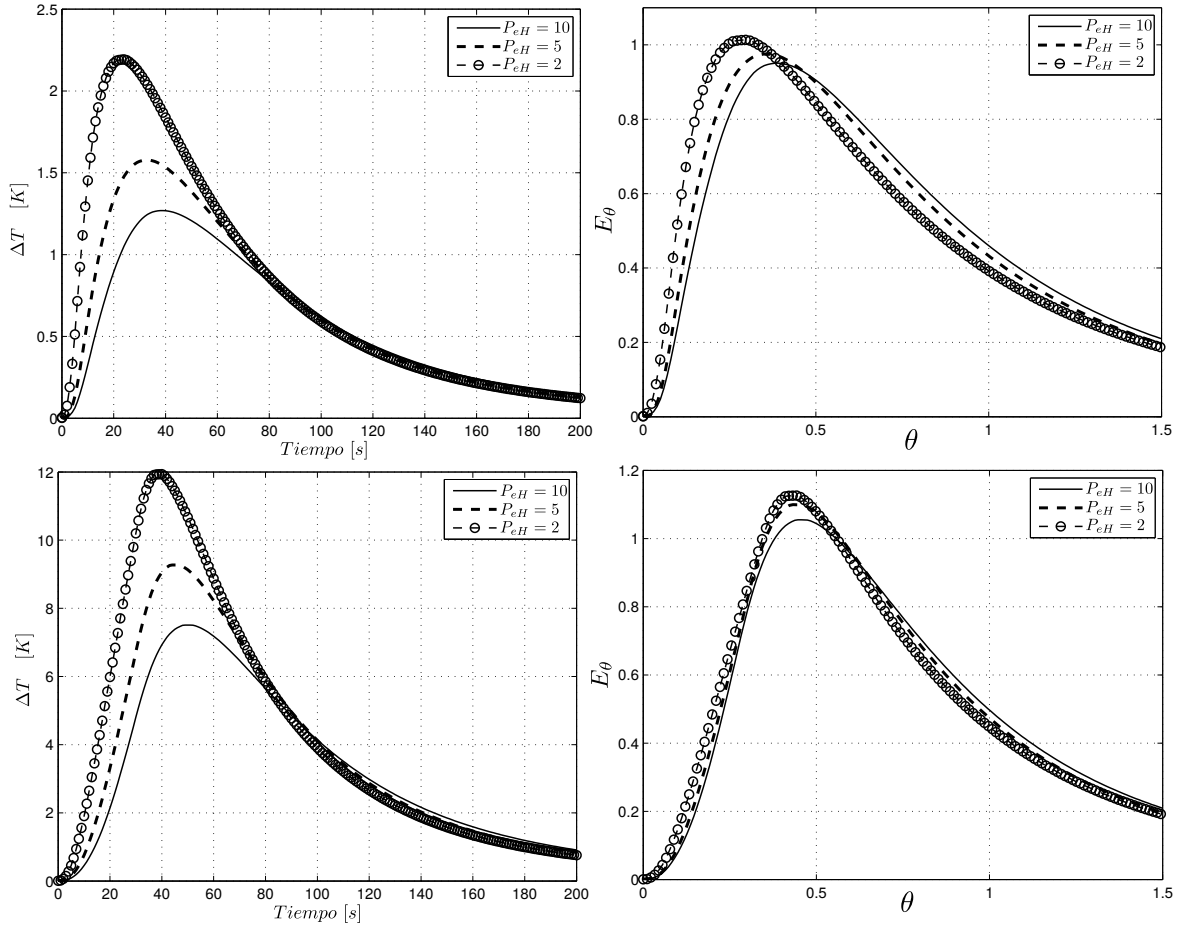 2.5
2
1.5
1
0.5
0
ΔT [K]
0 20 40 60 80 100 120 140 160 180 200
Tiempo [s]
P_eH = 10
P_eH = 5
P_eH = 2
1
0.8
0.6
0.4
0.2
0
E_θ
0 0.5 1 1.5
θ
P_eH = 10
P_eH = 5
P_eH = 2
12
10
8
6
4
2
0
ΔT [K]
0 20 40 60 80 100 120 140 160 180 200
Tiempo [s]
P_eH = 10
P_eH = 5
P_eH = 2
1.2
1
0.8
0.6
0.4
0.2
0
E_θ
0 0.5 1 1.5
θ
P_eH = 10
P_eH = 5
P_eH = 2